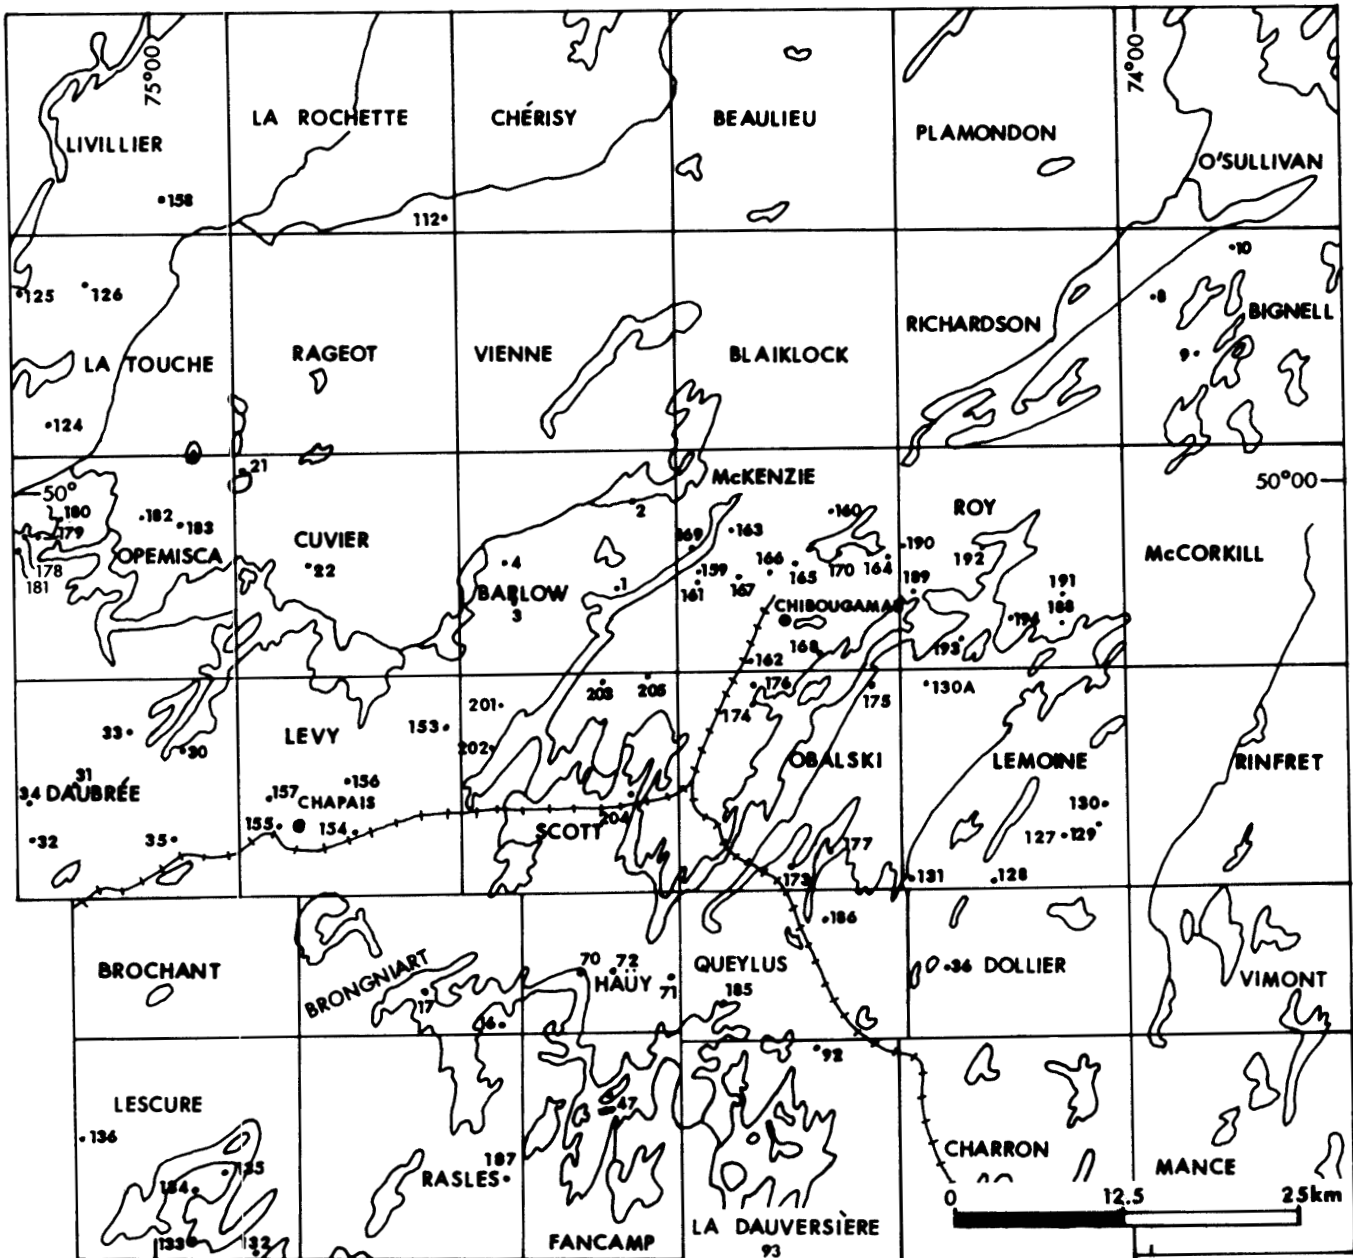 75°00
74°00
LA ROCHETTE
CHÉRISY
BEAULIEU
PLAMONDON
LIVILLIER
O'SULLIVAN
158
112
10
125
126
8
BIGNELL
RICHARDSON
LA TOUCHE
RAGEOT
VIENNE
BLAIKLOCK
9
124
21
McKENZIE
50°
50°00
180
182
183
179
2
163
160
ROY
CUVIER
169
190
OPEMISCA
McCORKILL
178
22
4
159
166
165
170
164
192
181
BARLOW
1
161
167
189
191
3
CHIBOUGAMAU
188
194
168
193
162
203
205
176
175
130A
201
174
33
LEVY
153
30
202
OBALSKI
LEMOINE
RINFRET
31
156
34 DAUBRÉE
157
CHAPAIS
130
155
154
SCOTT
204
32
35
177
127
129
173
131
128
186
BROCHANT
BRONGNIART
70
72
HAÜY
QUEYLUS
36 DOLLIER
VIMONT
17
71
185
16
92
LESCURE
47
136
CHARRON
MANCE
187
135
RASLES
134
0
12.5
25km
LA DAUVERSIÈRE
133
132
FANCAMP
93